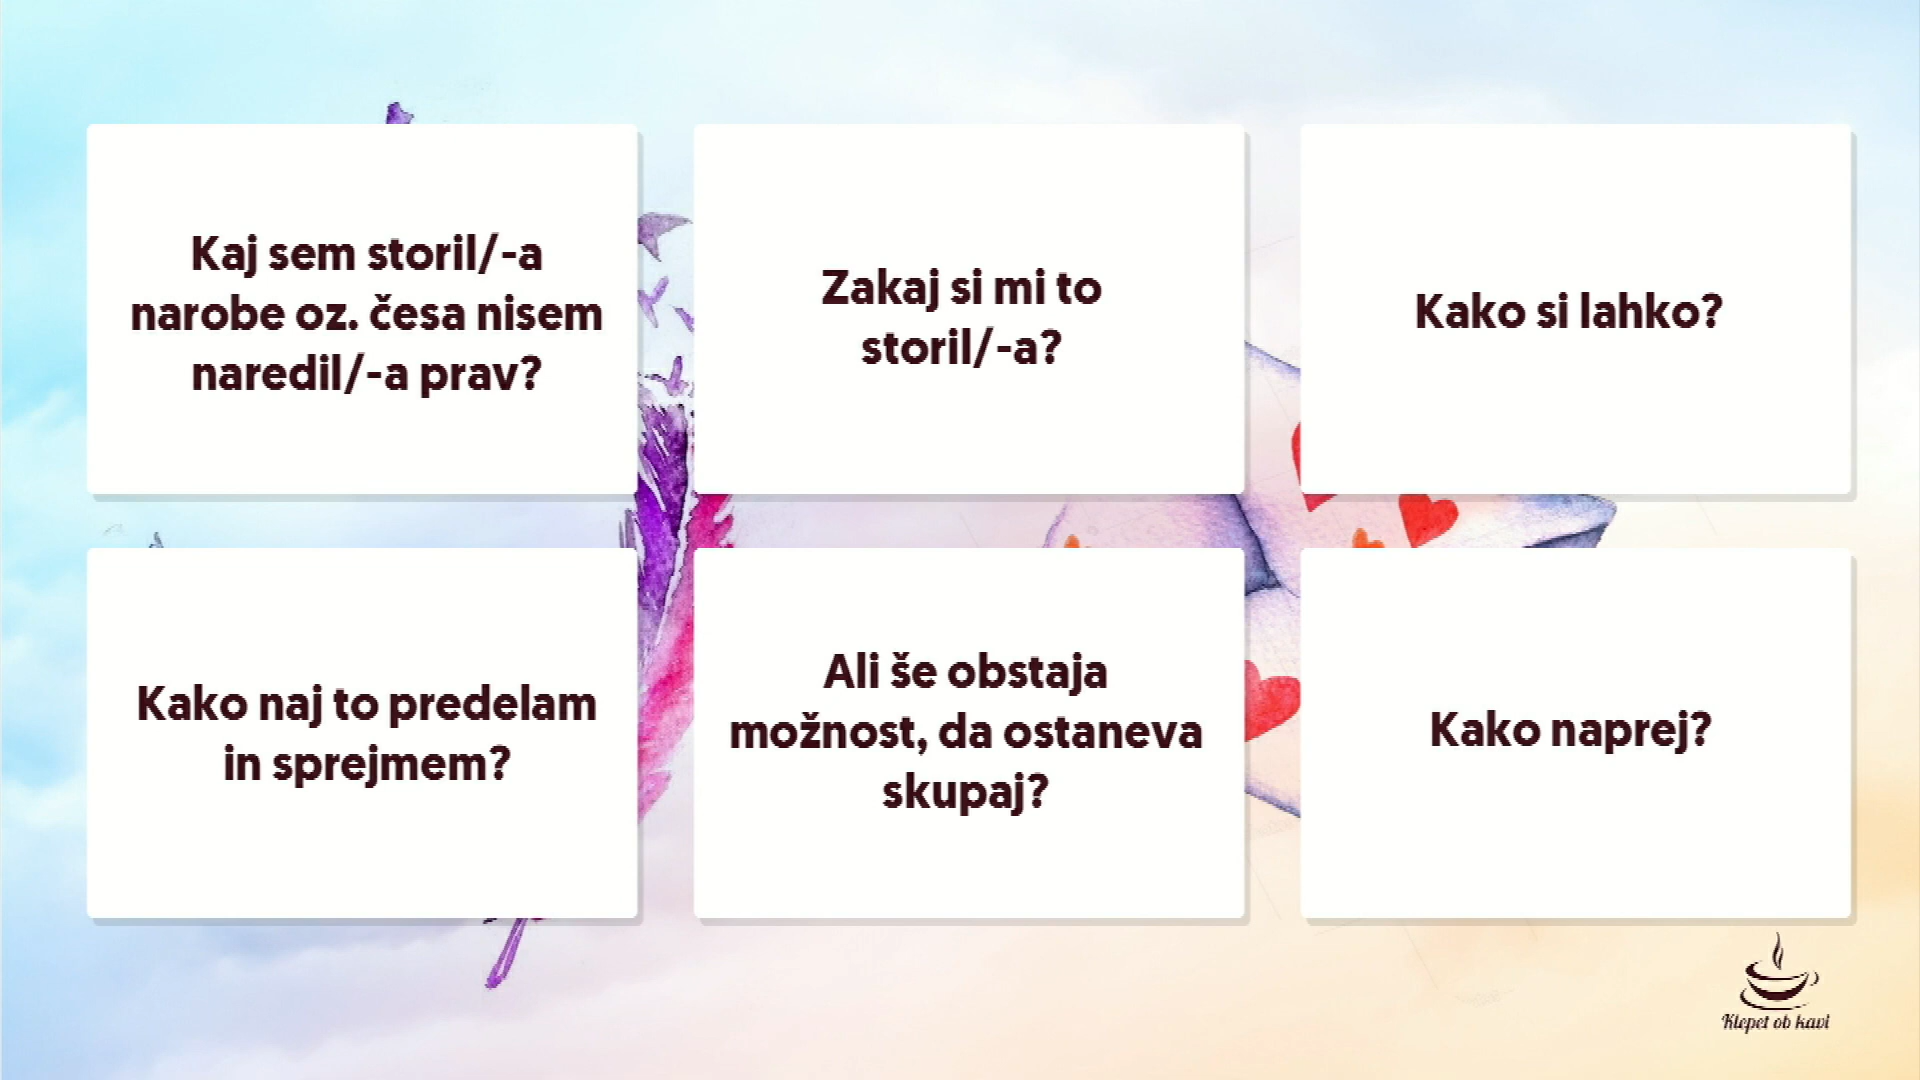 Kaj sem storil/-a
narobe oz. česa nisem
naredil/-a prav?
Zakaj si mi to
storil/-a?
Kako si lahko?
Kako naj to predelam
in sprejmem?
Ali še obstaja
možnost, da ostaneva
skupaj?
Kako naprej?
Klepet ob kavi